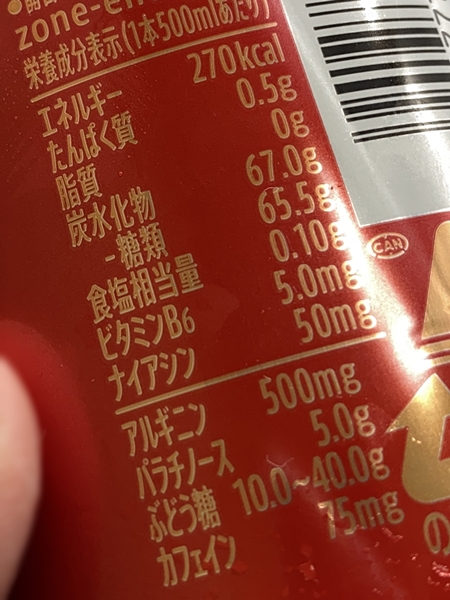 zone-en
栄養成分表示(1本500mlあたり)
エネルギー 270kcal
たんぱく質 0.5g
脂質 0g
炭水化物 67.0g
-糖類 65.5g
食塩相当量 0.10g
ビタミンB6 5.0mg
ナイアシン 50mg
アルギニン 500mg
パラチノース 5.0g
ぶどう糖 10.0~40.0g
カフェイン 75mg
CAN
の